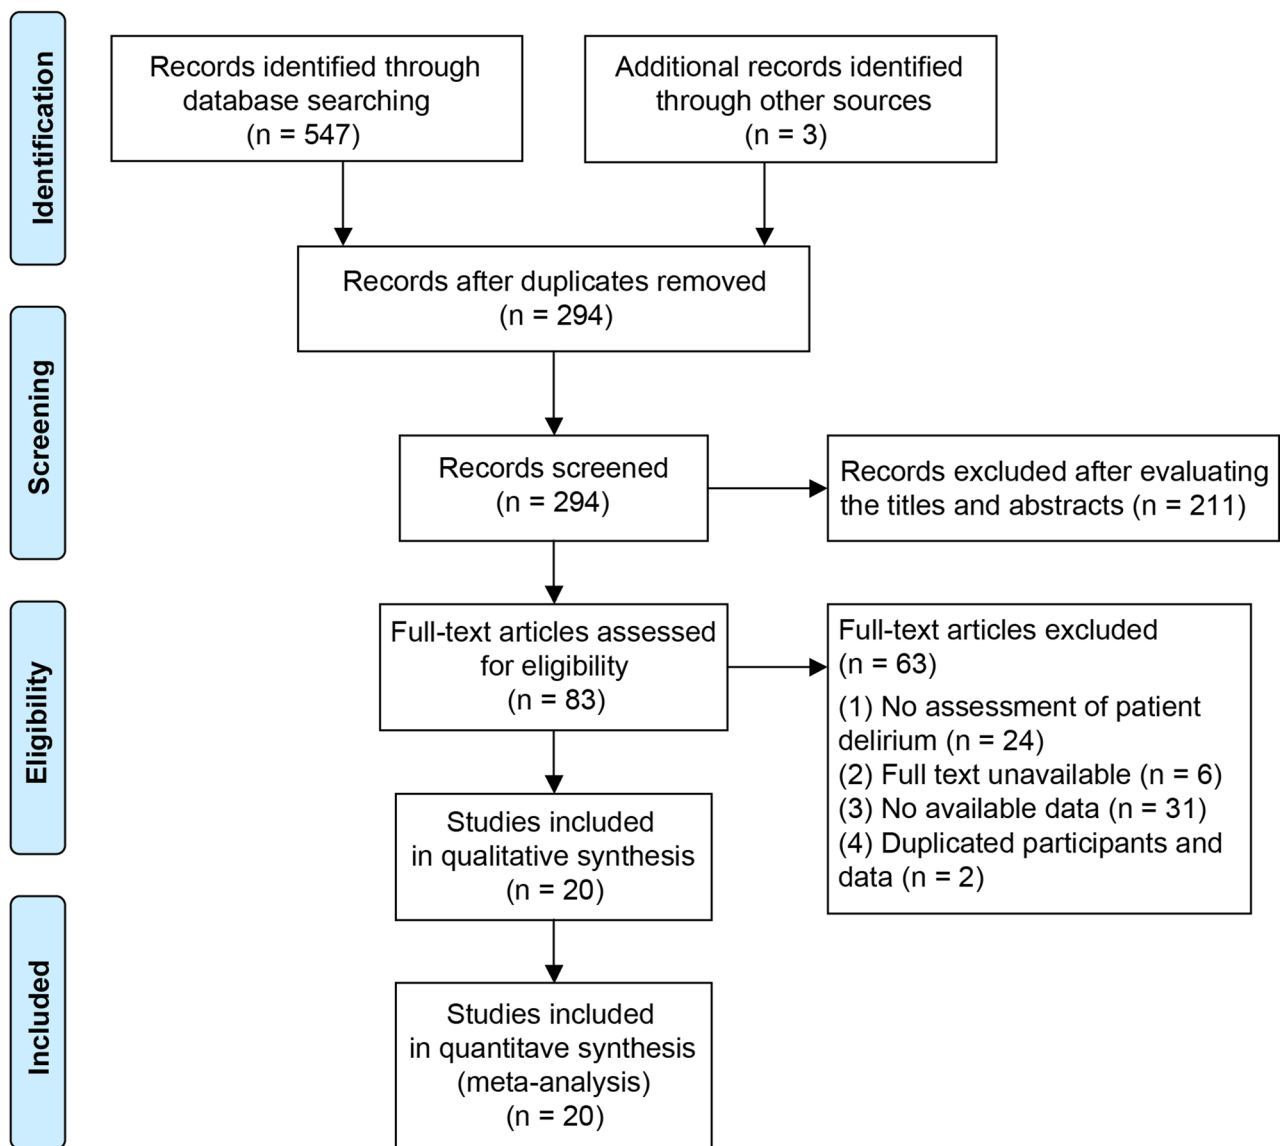 Identification
Records identified through
database searching
(n = 547)
Additional records identified
through other sources
(n = 3)
Records after duplicates removed
(n = 294)
Screening
Records screened
(n = 294)
Records excluded after evaluating
the titles and abstracts (n = 211)
Eligibility
Full-text articles assessed
for eligibility
(n = 83)
Full-text articles excluded
(n = 63)
(1) No assessment of patient
delirium (n = 24)
(2) Full text unavailable (n = 6)
(3) No available data (n = 31)
(4) Duplicated participants and
data (n = 2)
Studies included
in qualitative synthesis
(n = 20)
Included
Studies included
in quantitave synthesis
(meta-analysis)
(n = 20)